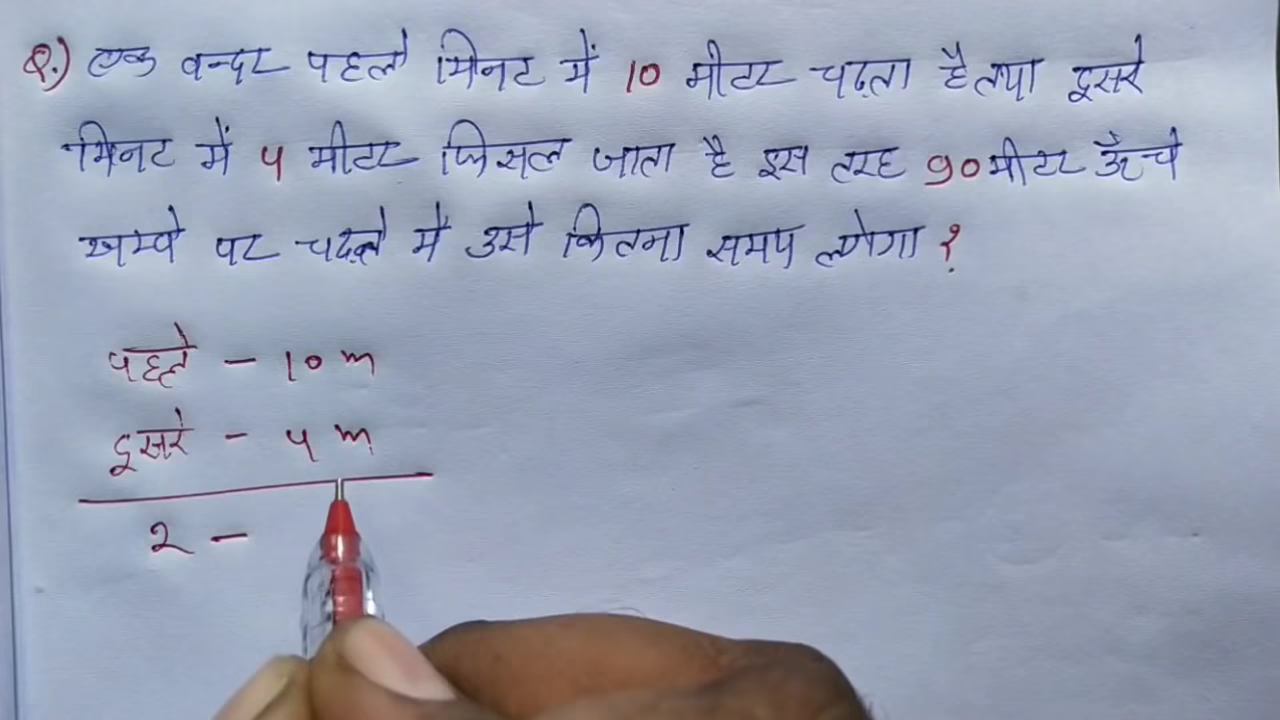 Q.) एक बन्दर पहले मिनट में 10 मीटर चढ़ता है तथा दूसरे
मिनट में 4 मीटर फिसल जाता है इस तरह 90 मीटर ऊँचे
खम्बे पर चढ़ने में उसे कितना समय लगेगा ?
पहले - 10 m
दूसरे - 4 m
2 -